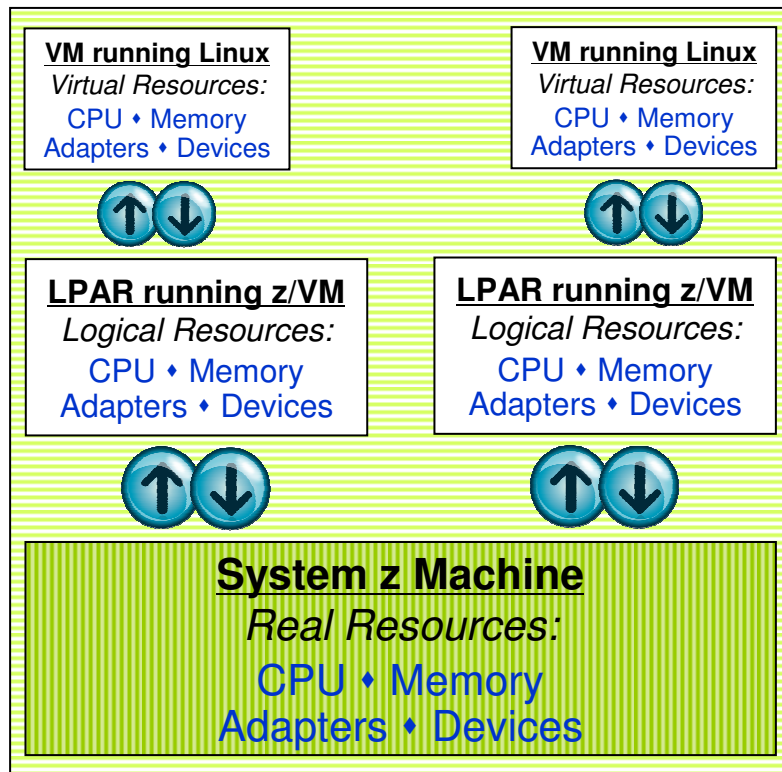 VM running Linux
Virtual Resources:
CPU ⬩ Memory
Adapters ⬩ Devices
VM running Linux
Virtual Resources:
CPU ⬩ Memory
Adapters ⬩ Devices
LPAR running z/VM
Logical Resources:
CPU ⬩ Memory
Adapters ⬩ Devices
LPAR running z/VM
Logical Resources:
CPU ⬩ Memory
Adapters ⬩ Devices
System z Machine
Real Resources:
CPU ⬩ Memory
Adapters ⬩ Devices